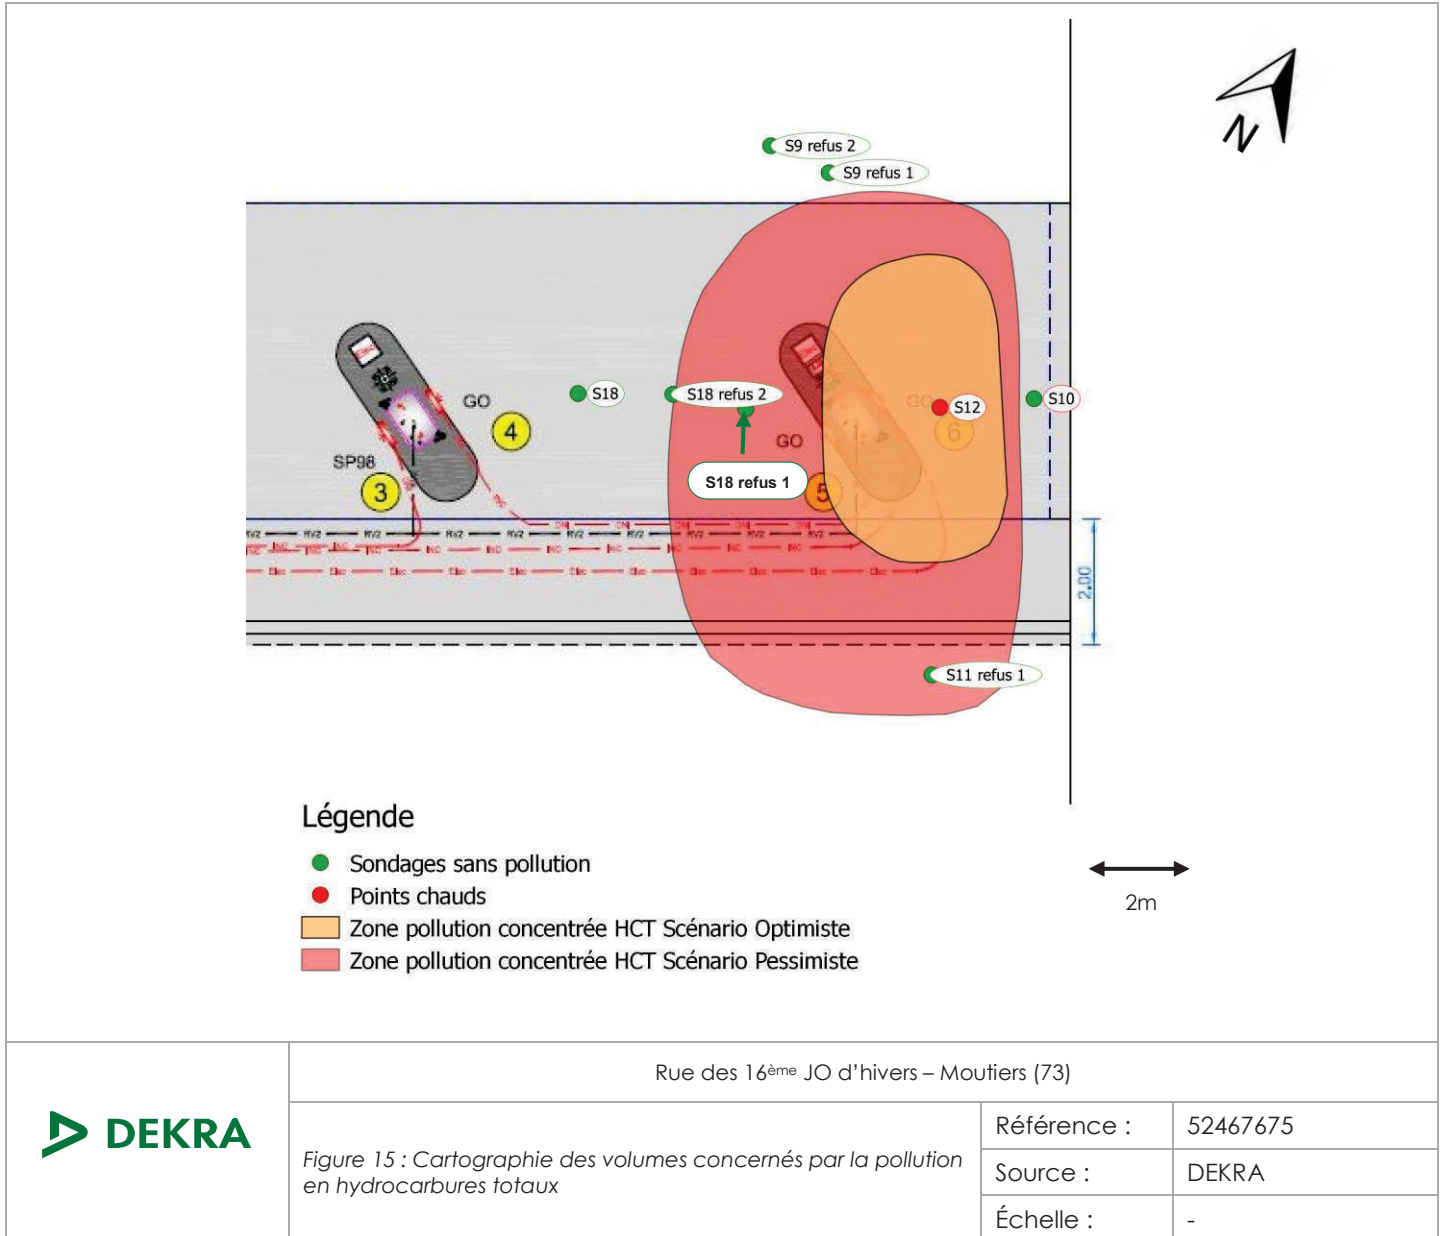 N
S9 refus 2
S9 refus 1
GO
4
SP98
3
S18
S18 refus 2
S18 refus 1
GO
5
GO
6
S12
S10
2.00
S11 refus 1
Légende
Sondages sans pollution
Points chauds
Zone pollution concentrée HCT Scénario Optimiste
Zone pollution concentrée HCT Scénario Pessimiste
2m
DEKRA
Rue des 16ème JO d'hivers – Moutiers (73)
Figure 15 : Cartographie des volumes concernés par la pollution
en hydrocarbures totaux
Référence : 52467675
Source : DEKRA
Échelle : -